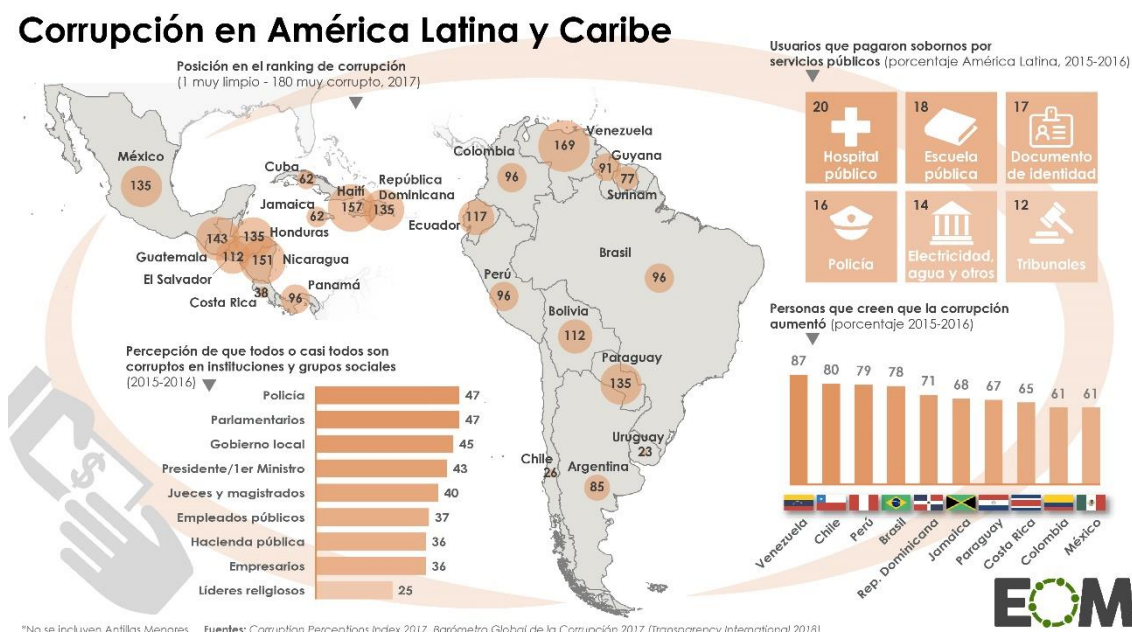 Corrupción en América Latina y Caribe
Posición en el ranking de corrupción
(1 muy limpio - 180 muy corrupto, 2017)
México
135
Cuba
62
Jamaica
62
Haití
157
República
Dominicana
135
Guatemala
143
Honduras
135
El Salvador
112
Nicaragua
151
Costa Rica
38
Panamá
96
Colombia
96
Venezuela
169
Guyana
91
Surinam
77
Ecuador
117
Perú
96
Brasil
96
Bolivia
112
Paraguay
135
Uruguay
23
Chile
26
Argentina
85
Usuarios que pagaron sobornos por
servicios públicos (porcentaje América Latina, 2015-2016)
20
Hospital
público
18
Escuela
pública
17
Documento
de identidad
16
Policía
14
Electricidad,
agua y otros
12
Tribunales
Personas que creen que la corrupción
aumentó (porcentaje 2015-2016)
87 80 79 78 71 68 67 65 61 61
Venezuela
Chile
Perú
Brasil
Rep. Dominicana
Jamaica
Paraguay
Costa Rica
Colombia
México
Percepción de que todos o casi todos son
corruptos en instituciones y grupos sociales
(2015-2016)
Policía 47
Parlamentarios 47
Gobierno local 45
Presidente/1er Ministro 43
Jueces y magistrados 40
Empleados públicos 37
Hacienda pública 36
Empresarios 36
Líderes religiosos 25
$
EOM
*No se incluyen Antillas Menores Fuentes: Corruption Perceptions Index 2017, Barómetro Global de la Corrupción 2017 (Transparency International 2018)